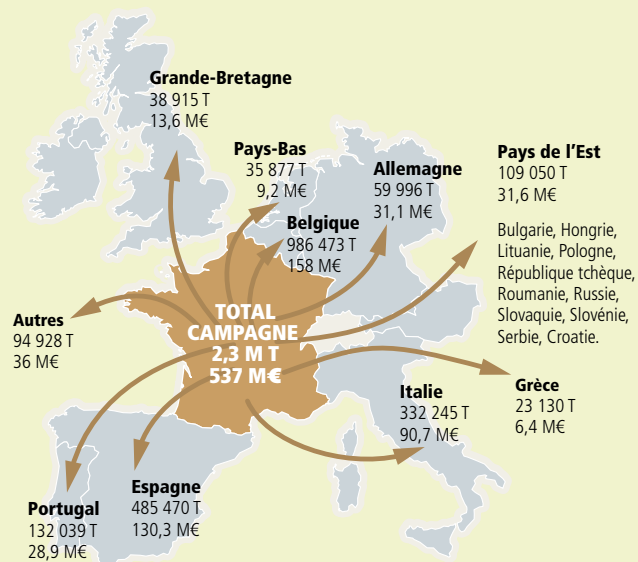 Grande-Bretagne
38 915 T
13,6 M€
Pays-Bas
35 877 T
9,2 M€
Allemagne
59 996 T
31,1 M€
Pays de l'Est
109 050 T
31,6 M€
Bulgarie, Hongrie,
Lituanie, Pologne,
République tchèque,
Roumanie, Russie,
Slovaquie, Slovénie,
Serbie, Croatie.
Belgique
986 473 T
158 M€
Autres
94 928 T
36 M€
TOTAL
CAMPAGNE
2,3 M T
537 M€
Italie
332 245 T
90,7 M€
Grèce
23 130 T
6,4 M€
Portugal
132 039 T
28,9 M€
Espagne
485 470 T
130,3 M€